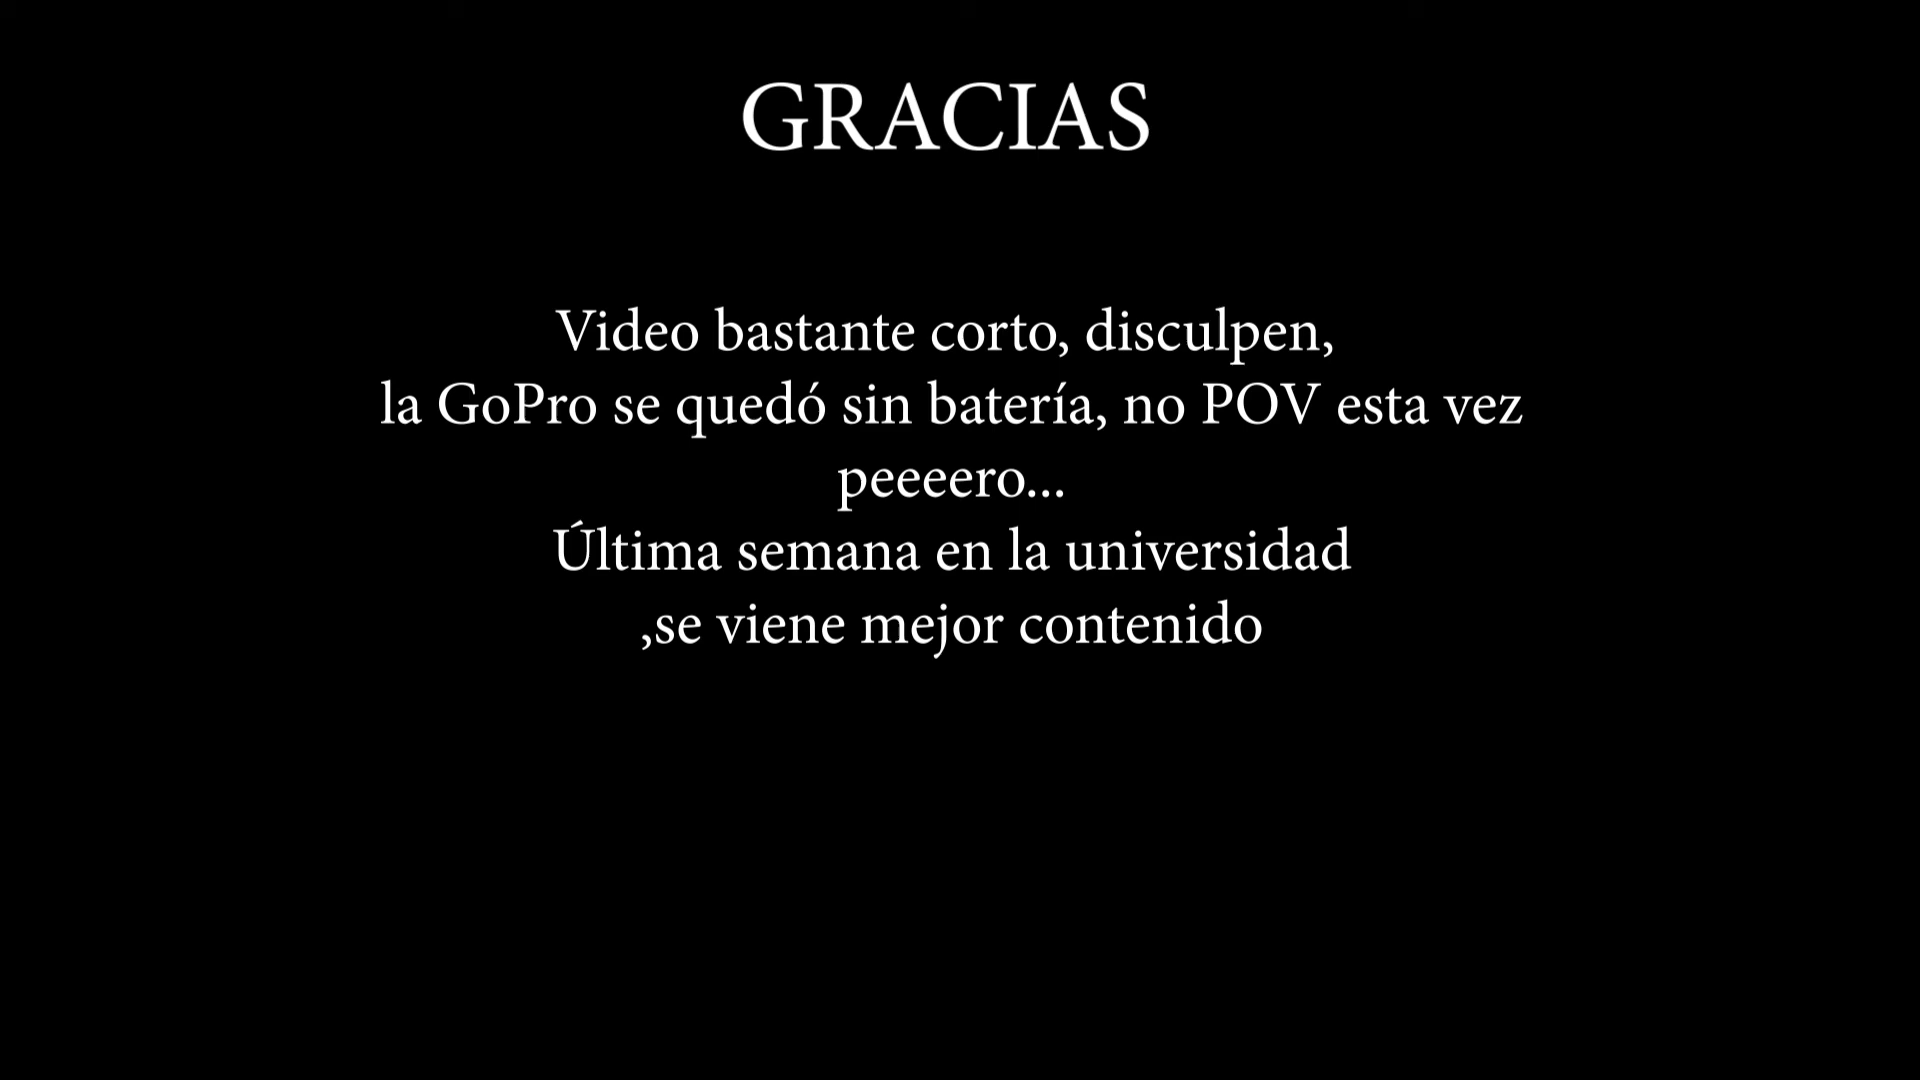 GRACIAS
Video bastante corto, disculpen,
la GoPro se quedó sin batería, no POV esta vez
peeeero...
Última semana en la universidad
,se viene mejor contenido